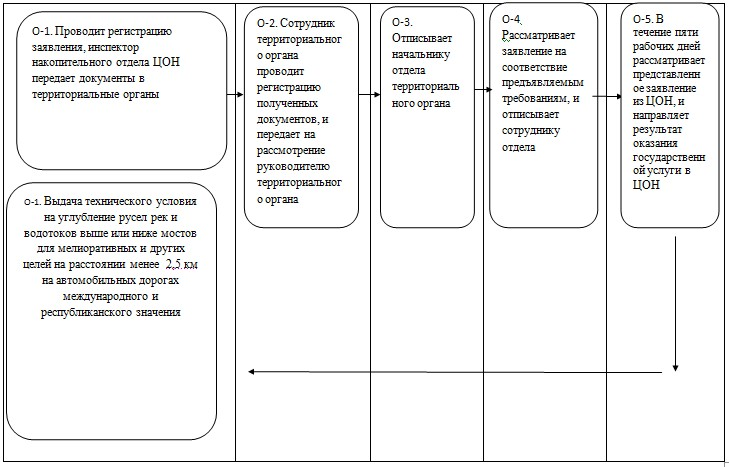 О-1. Проводит регистрацию
заявления, инспектор
накопительного отдела ЦОН
передает документы в
территориальные органы
О-2. Сотрудник
территориальног
о органа
проводит
регистрацию
полученных
документов, и
передает на
рассмотрение
руководителю
территориальног
о органа
О-3.
Отписывает
начальнику
отдела
территориаль
ного органа
О-4.
Рассматривает
заявление на
соответствие
предъявляемым
требованиям, и
отписывает
сотруднику
отдела
О-5. В
течение пяти
рабочих дней
рассматривает
представленн
ое заявление
из ЦОН, и
направляет
результат
оказания
государственн
ой услуги в
ЦОН
О-1. Выдача технического условия
на углубление русел рек и
водотоков выше или ниже мостов
для мелиоративных и других
целей на расстоянии менее 2,5 км
на автомобильных дорогах
международного и
республиканского значения